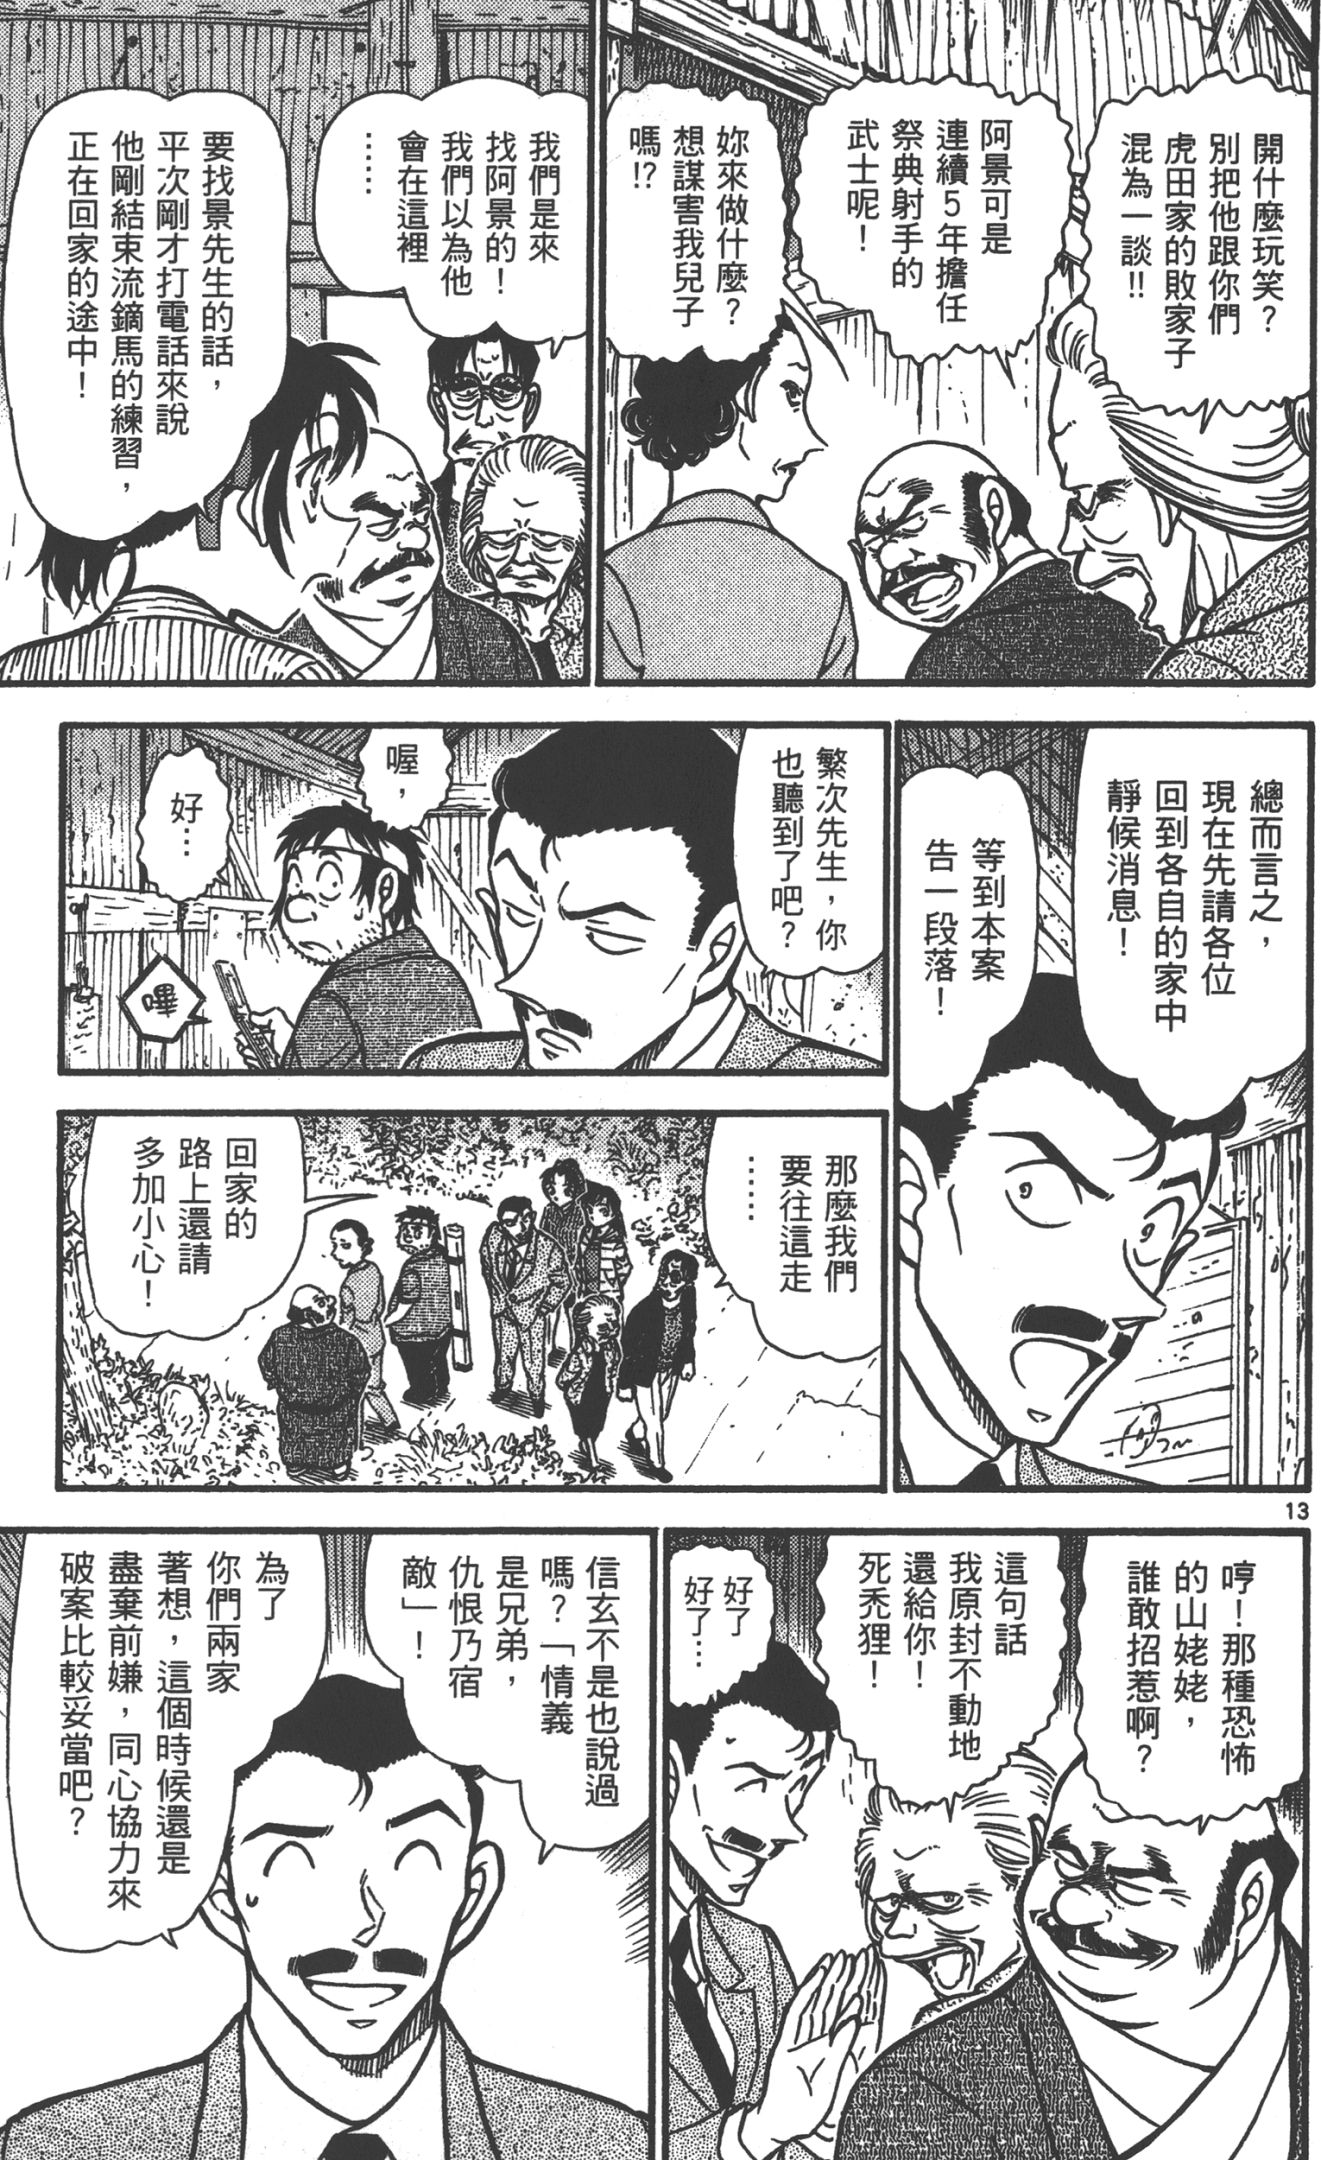 開什麼玩笑？
別把他跟你們
虎田家的敗家子
混為一談!!
阿景可是
連續5年擔任
祭典射手的
武士呢！
妳來做什麼？
想謀害我兒子
嗎!?
我們是來
找阿景的！
我們以為他
會在這裡
……
要找景先生的話，
平次剛才打電話來說
他剛結束流鏑馬的練習，
正在回家的途中！
總而言之，
現在先請各位
回到各自的家中
靜候消息！
等到本案
告一段落！
繁次先生，你
也聽到了吧？
喔，
好…
嗶
那麼我們
要往這走
……
回家的
路上還請
多加小心！
13
哼！那種恐怖
的山姥姥，
誰敢招惹啊？
這句話
我原封不動地
還給你！
死禿狸！
好了
好了…
信玄不是也說過
嗎？「情義
是兄弟，
仇恨乃宿
敵」！
為了
你們兩家
著想，這個時候還是
盡棄前嫌，同心協力來
破案比較妥當吧？